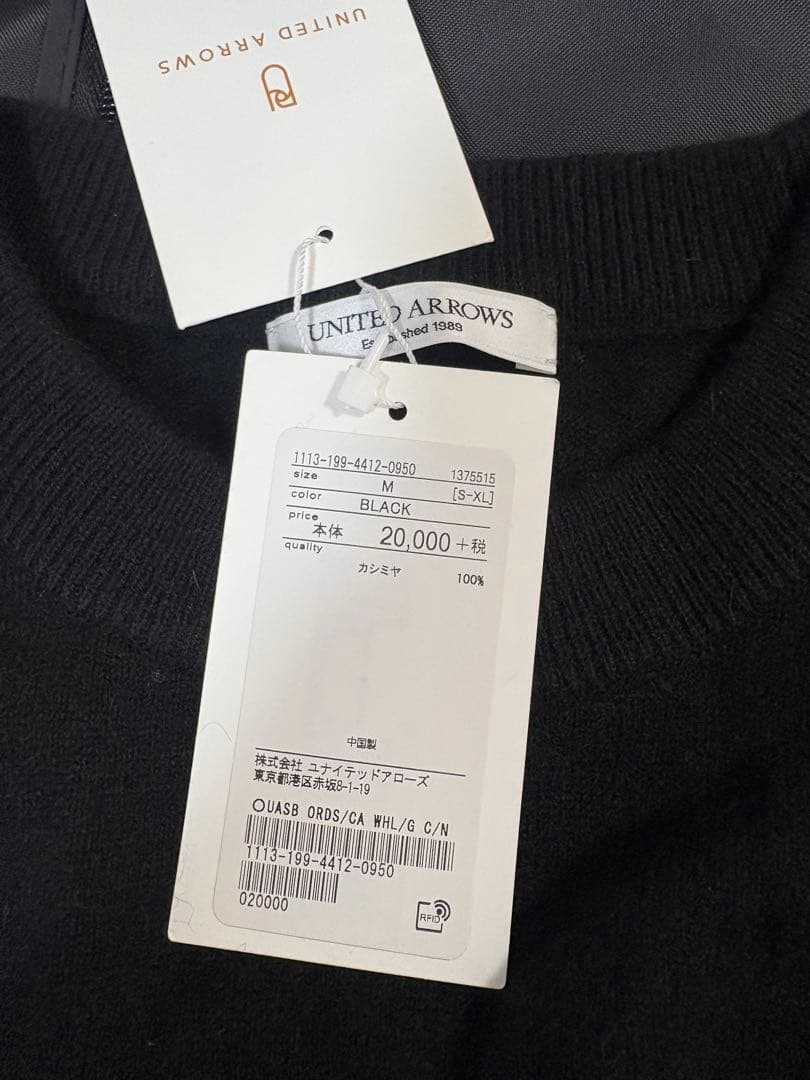 UNITED ARROWS
UNITED ARROWS
Established 1989
1113-199-4412-0950 1375515
size M [S-XL]
color BLACK
price 本体 20,000+税
quality
カシミヤ 100%
中国製
株式会社 ユナイテッドアローズ
東京都港区赤坂8-1-19
〇UASB ORDS/CA WHL/G C/N
1113-199-4412-0950
020000
RFID